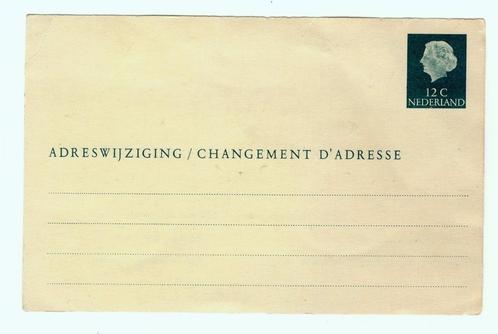 12 C
NEDERLAND
ADRESWIJZIGING / CHANGEMENT D'ADRESSE